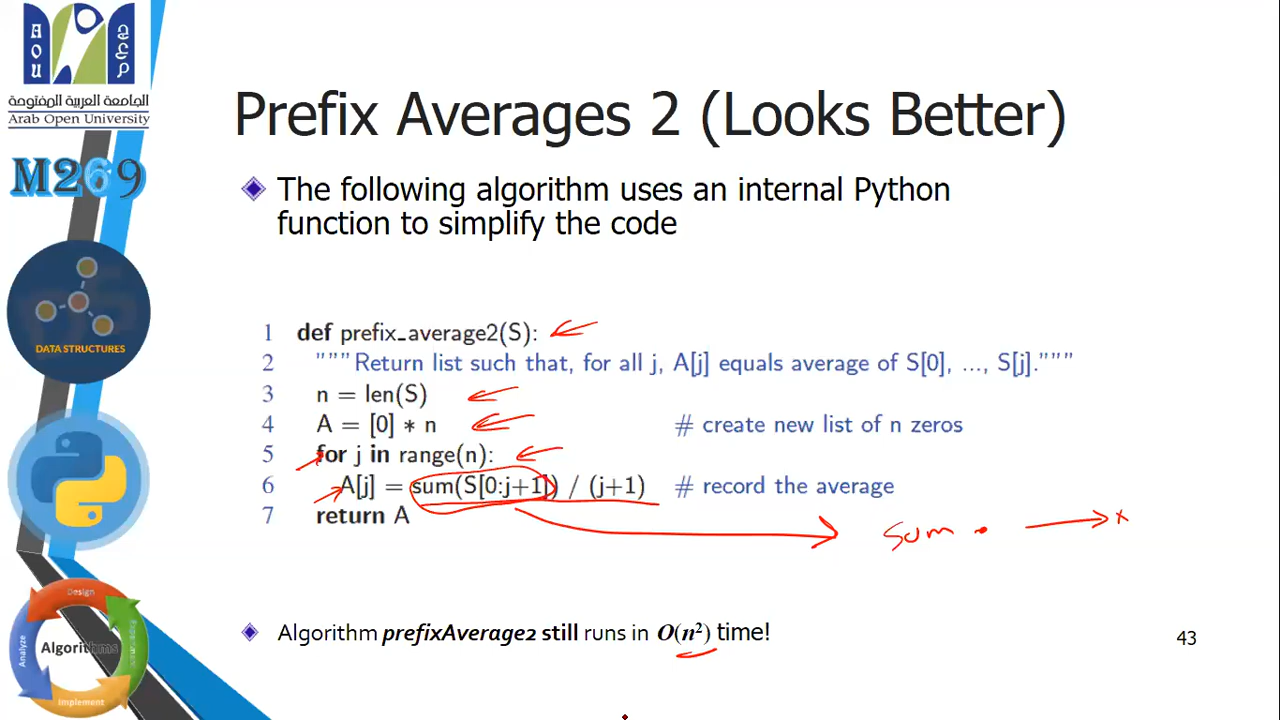 AOU
الجامعة العربية المفتوحة
Arab Open University
M269
DATA STRUCTURES
Prefix Averages 2 (Looks Better)
The following algorithm uses an internal Python
function to simplify the code
1 def prefix_average2(S):
2 """Return list such that, for all j, A[j] equals average of S[0], ..., S[j]."""
3 n = len(S)
4 A = [0] * n # create new list of n zeros
5 for j in range(n):
6 A[j] = sum(S[0:j+1]) / (j+1) # record the average
7 return A
sum
x
Design
Analyze
Algorithms
Implement
Algorithm prefixAverage2 still runs in O(n²) time!
43